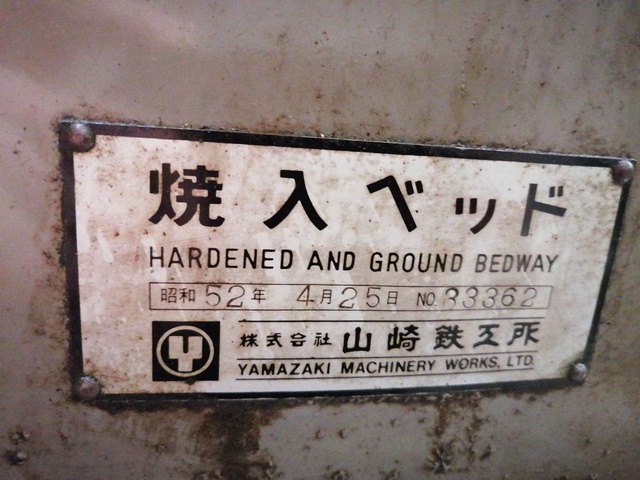 焼入ベッド
HARDENED AND GROUND BEDWAY
昭和 52年 4月25日 NO. 33362
Y 株式会社 山崎鉄工所
YAMAZAKI MACHINERY WORKS, LTD.